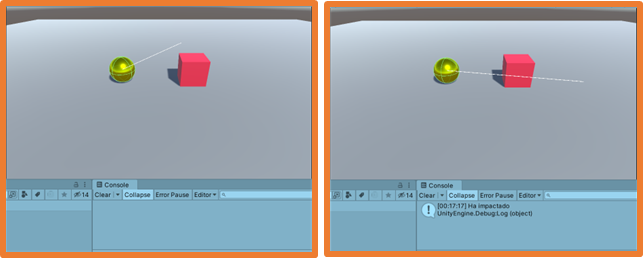 Console
Clear Collapse Error Pause Editor
14
Console
Clear Collapse Error Pause Editor
14
[00:17:17] Ha impactado
UnityEngine.Debug:Log (object)